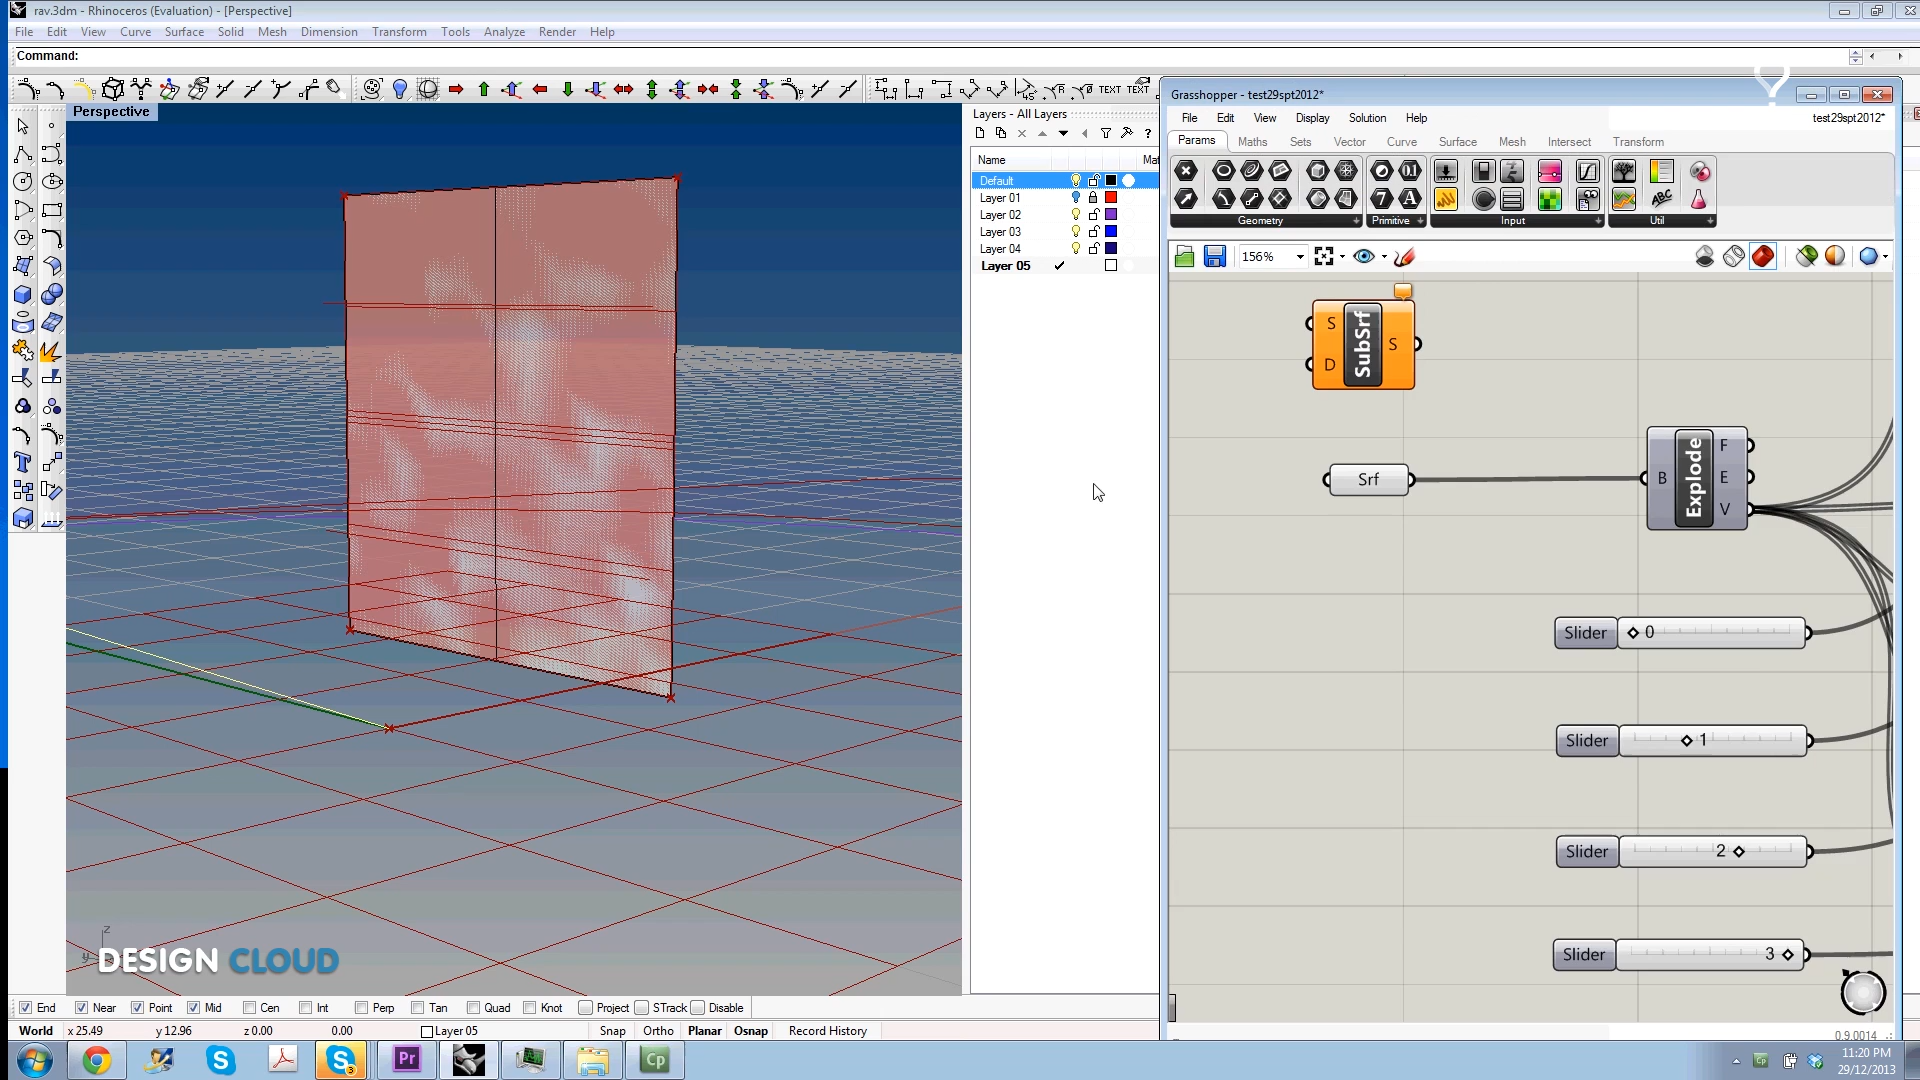 rav.3dm - Rhinoceros (Evaluation) - [Perspective]
File Edit View Curve Surface Solid Mesh Dimension Transform Tools Analyze Render Help
Command:
TEXT TEXT
Perspective
Layers - All Layers
?
Name Mat
Default
Layer 01
Layer 02
Layer 03
Layer 04
Layer 05
Grasshopper - test29spt2012*
File Edit View Display Solution Help test29spt2012*
Params Maths Sets Vector Curve Surface Mesh Intersect Transform
Geometry Primitive Input Util
156%
S D SubSrf S
Srf
B Explode F E V
Slider 0
Slider 1
Slider 2
Slider 3
0.9.0014
z
y
DESIGN CLOUD
End Near Point Mid Cen Int Perp Tan Quad Knot Project STrack Disable
World x 25.49 y 12.96 z 0.00 0.00 Layer 05 Snap Ortho Planar Osnap Record History
Pr
Cp
11:20 PM
29/12/2013